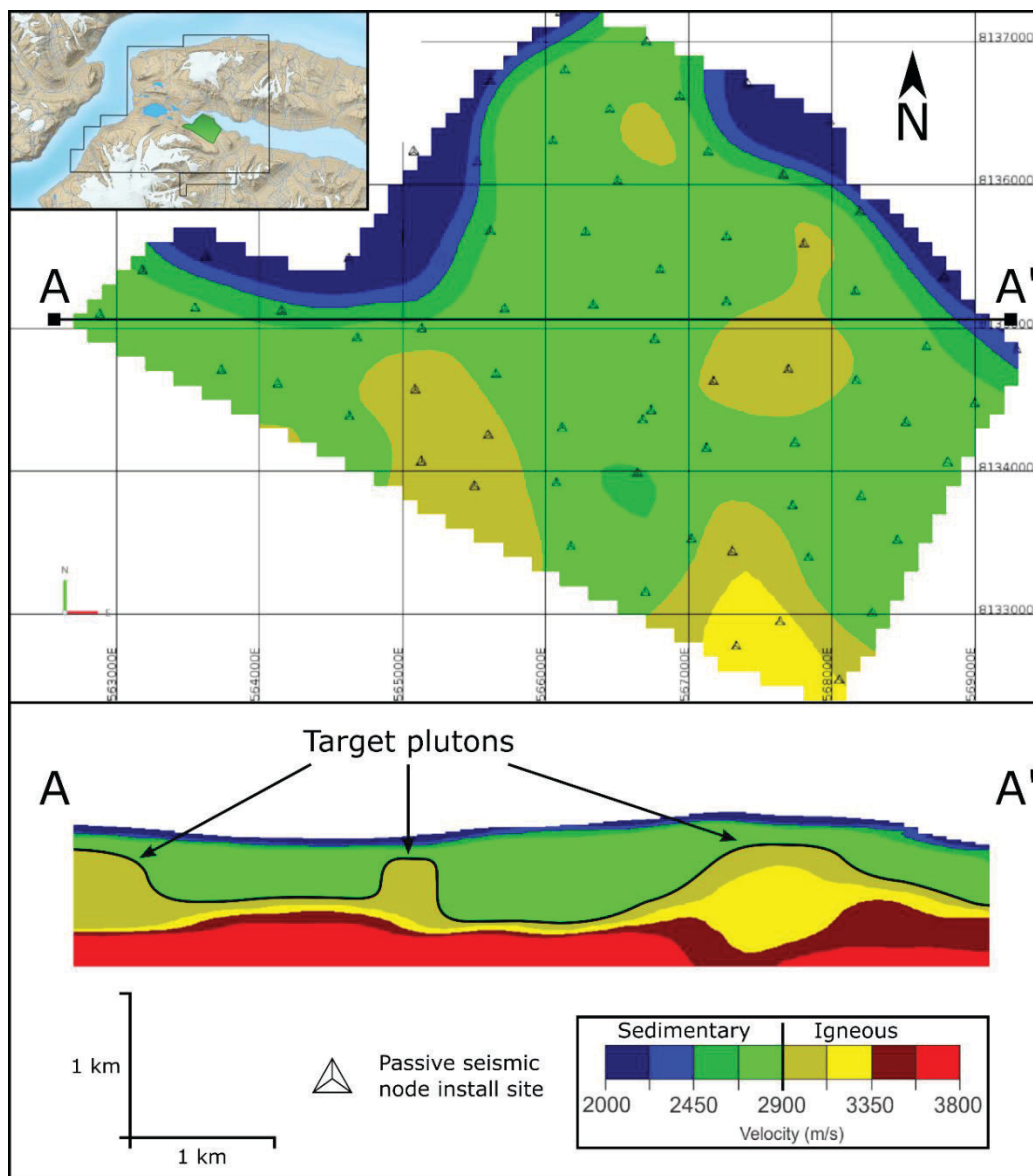 8137000
N
8136000
A
A'
8135000
8134000
N
E
8133000
563000E
564000E
565000E
566000E
567000E
568000E
569000E
Target plutons
A
A'
1 km
1 km
Passive seismic
node install site
Sedimentary
Igneous
2000
2450
2900
3350
3800
Velocity (m/s)